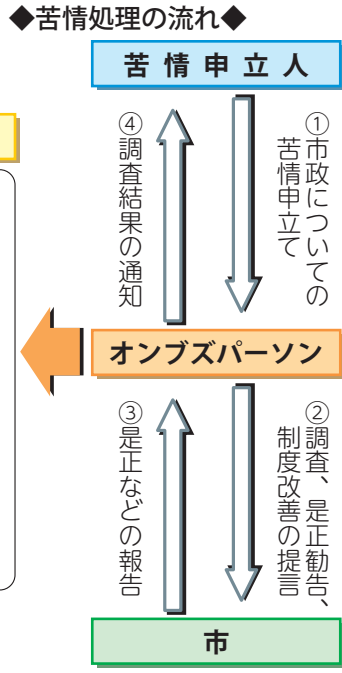 ◆苦情処理の流れ◆
苦情申立人
①市政についての
苦情申立て
④調査結果の通知
オンブズパーソン
②調査、是正勧告、
制度改善の提言
③是正などの報告
市